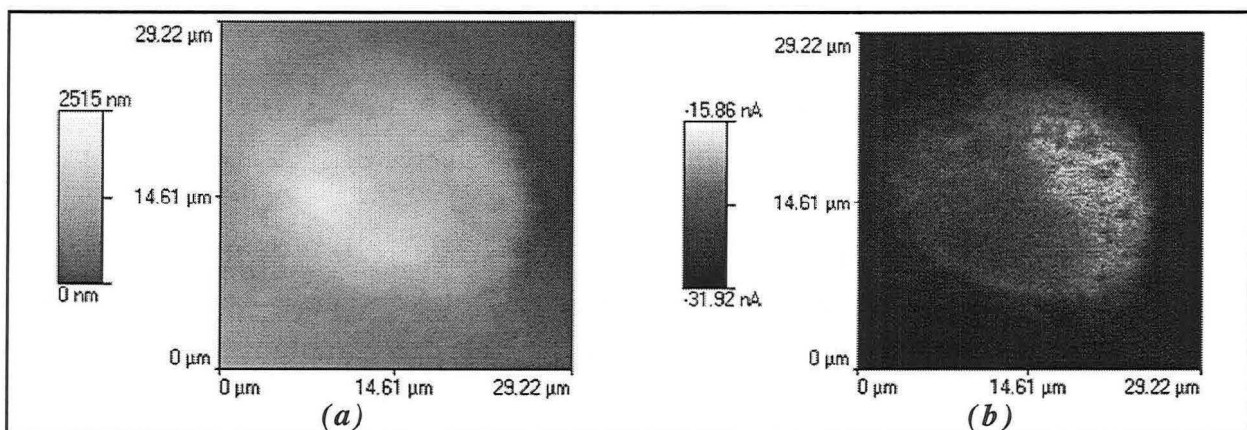 29.22 µm
2515 nm
14.61 µm
0 nm
0 µm
0 µm 14.61 µm 29.22 µm
(a)
29.22 µm
-15.86 nA
14.61 µm
-31.92 nA
0 µm
0 µm 14.61 µm 29.22 µm
(b)